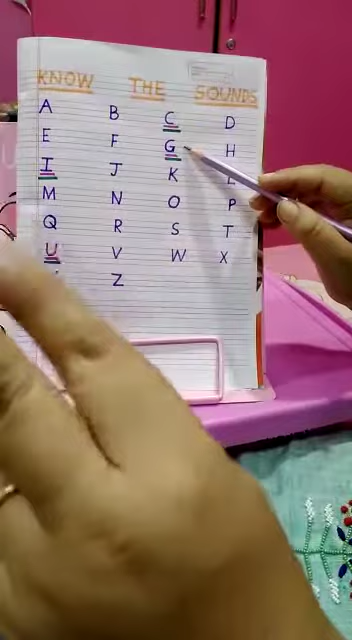 KNOW THE SOUNDS
A B C D
E F G H
I J K L
M N O P
Q R S T
U V W X
Z